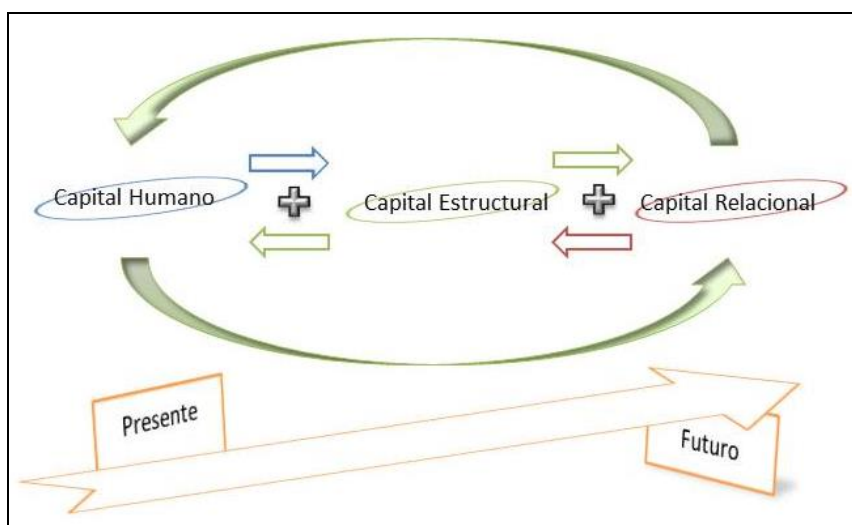 Capital Humano
Capital Estructural
Capital Relacional
Presente
Futuro